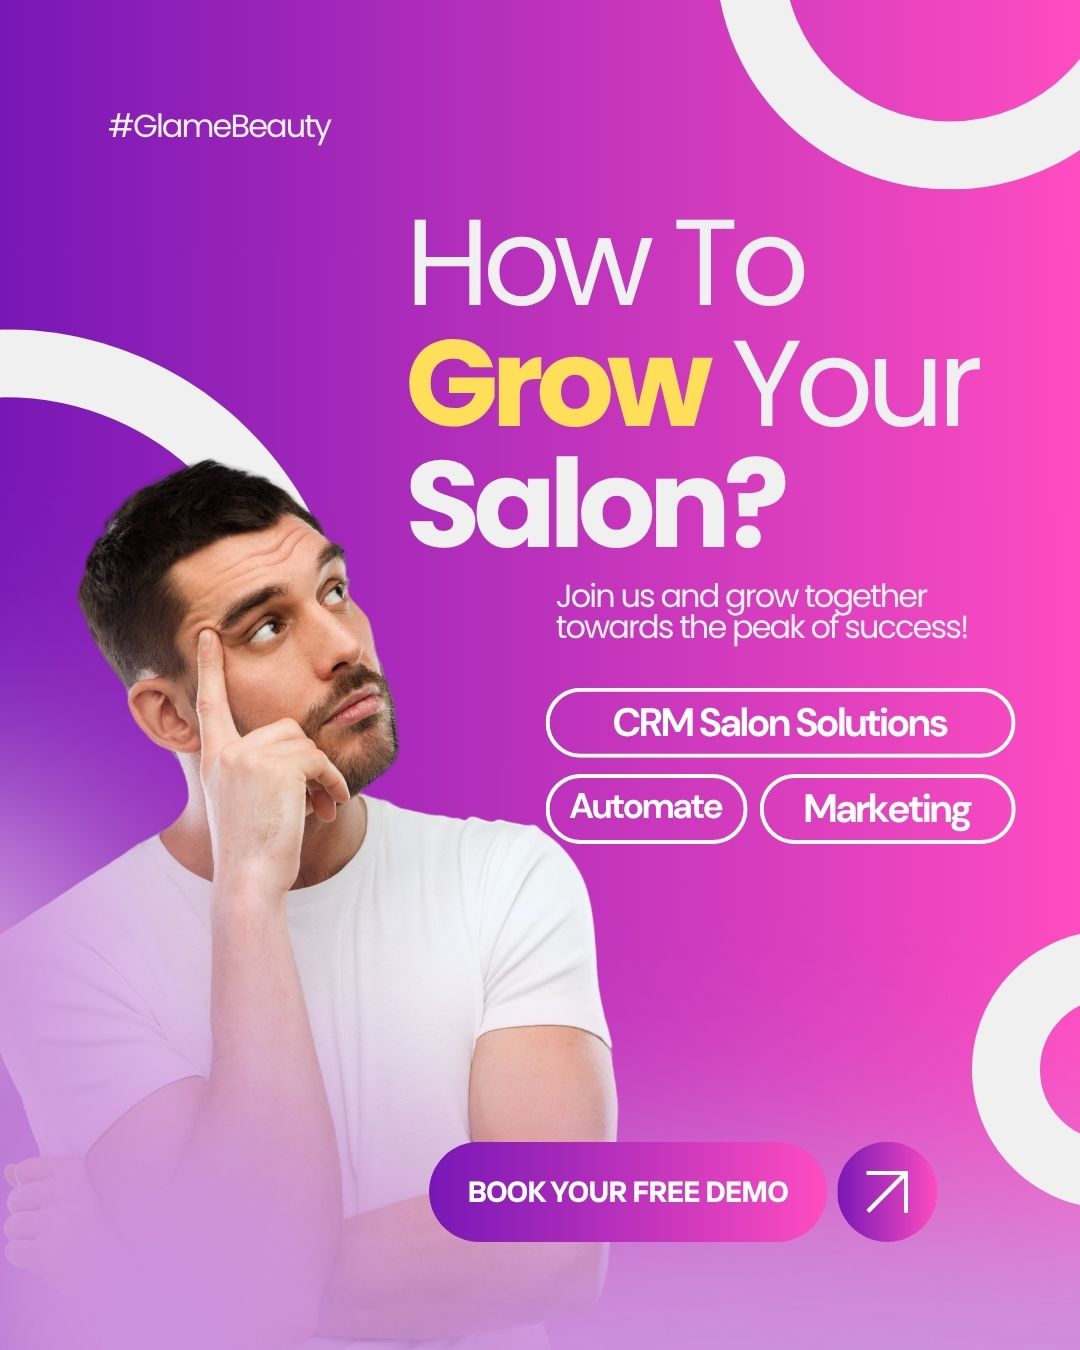 #GlameBeauty
How To
Grow Your
Salon?
Join us and grow together
towards the peak of success!
CRM Salon Solutions
Automate
Marketing
BOOK YOUR FREE DEMO